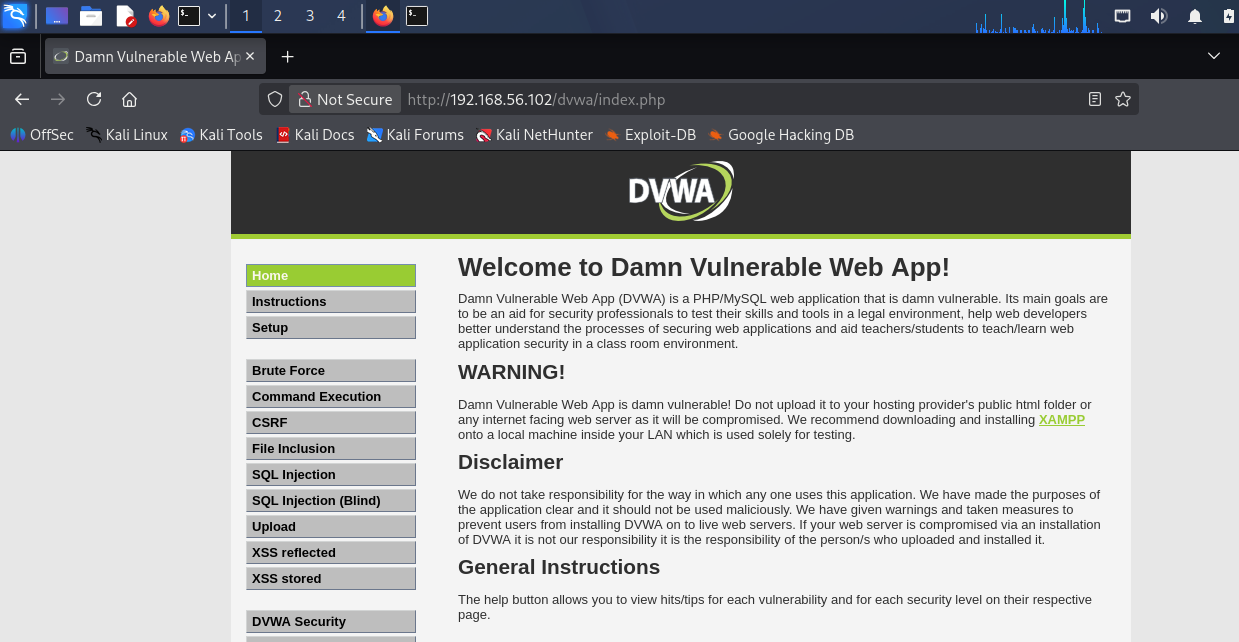 1 2 3 4
Damn Vulnerable Web Ap
Not Secure http://192.168.56.102/dvwa/index.php
OffSec Kali Linux Kali Tools Kali Docs Kali Forums Kali NetHunter Exploit-DB Google Hacking DB
DVWA
Home
Instructions
Setup
Brute Force
Command Execution
CSRF
File Inclusion
SQL Injection
SQL Injection (Blind)
Upload
XSS reflected
XSS stored
DVWA Security
Welcome to Damn Vulnerable Web App!
Damn Vulnerable Web App (DVWA) is a PHP/MySQL web application that is damn vulnerable. Its main goals are
to be an aid for security professionals to test their skills and tools in a legal environment, help web developers
better understand the processes of securing web applications and aid teachers/students to teach/learn web
application security in a class room environment.
WARNING!
Damn Vulnerable Web App is damn vulnerable! Do not upload it to your hosting provider's public html folder or
any internet facing web server as it will be compromised. We recommend downloading and installing XAMPP
onto a local machine inside your LAN which is used solely for testing.
Disclaimer
We do not take responsibility for the way in which any one uses this application. We have made the purposes of
the application clear and it should not be used maliciously. We have given warnings and taken measures to
prevent users from installing DVWA on to live web servers. If your web server is compromised via an installation
of DVWA it is not our responsibility it is the responsibility of the person/s who uploaded and installed it.
General Instructions
The help button allows you to view hits/tips for each vulnerability and for each security level on their respective
page.